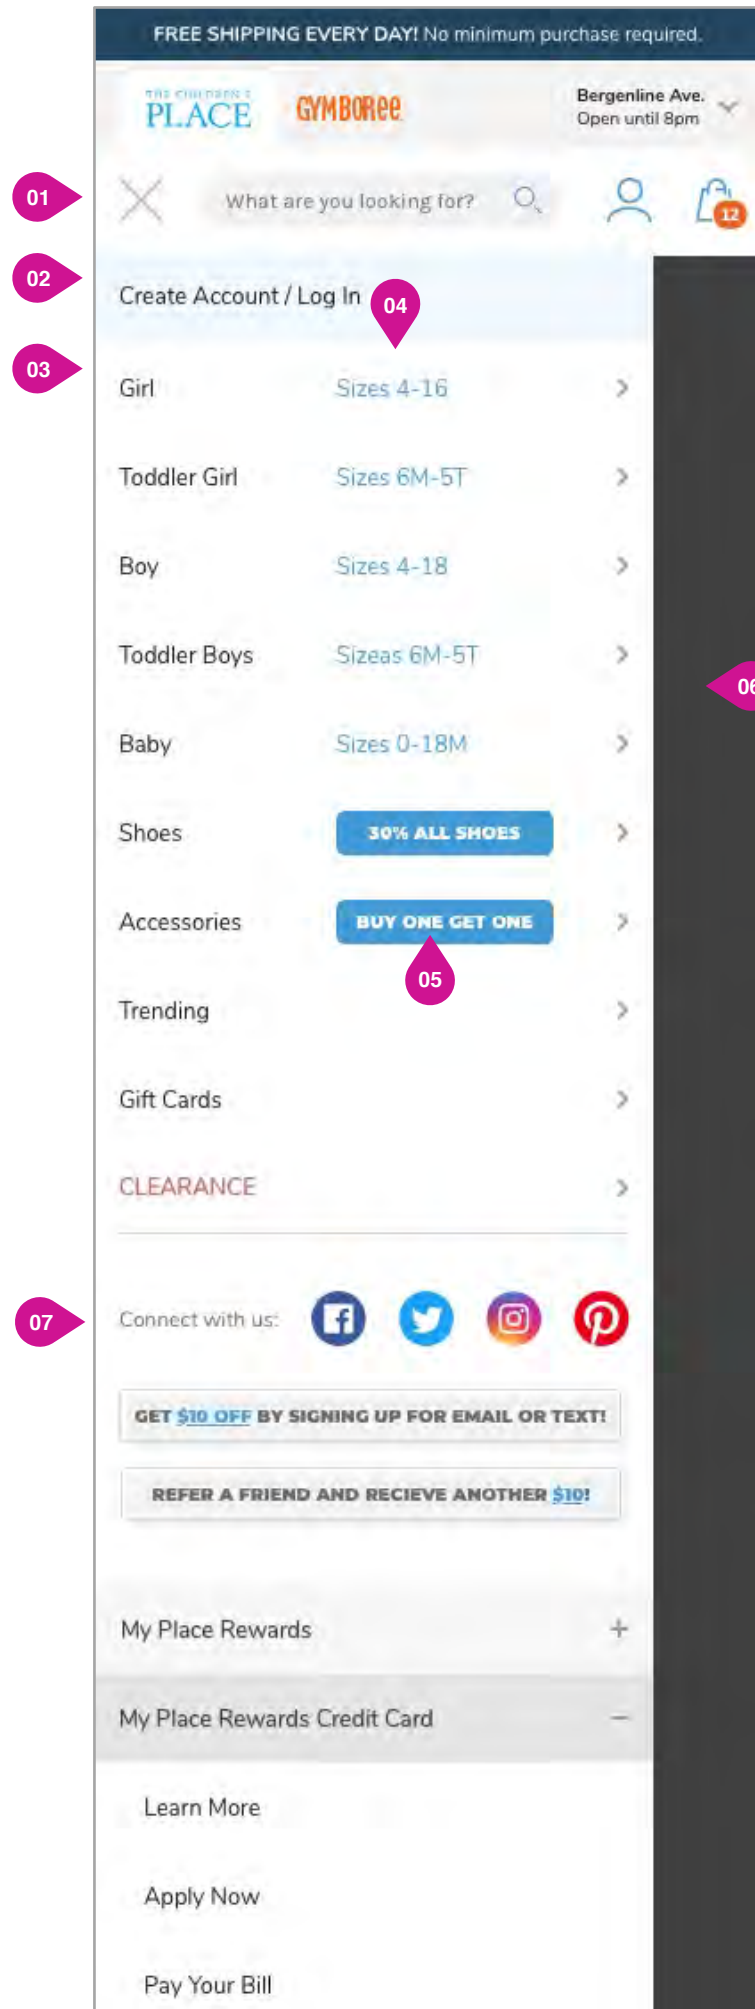 FREE SHIPPING EVERY DAY! No minimum purchase required.
THE CHILDREN'S
PLACE
GYMBOREE
Bergenline Ave.
Open until 8pm
01
What are you looking for?
12
02
Create Account / Log In
04
03
Girl Sizes 4-16
Toddler Girl Sizes 6M-5T
Boy Sizes 4-18
Toddler Boys Sizeas 6M-5T
06
Baby Sizes 0-18M
Shoes 30% ALL SHOES
Accessories BUY ONE GET ONE
05
Trending
Gift Cards
CLEARANCE
07
Connect with us:
GET $10 OFF BY SIGNING UP FOR EMAIL OR TEXT!
REFER A FRIEND AND RECIEVE ANOTHER $10!
My Place Rewards +
My Place Rewards Credit Card –
Learn More
Apply Now
Pay Your Bill